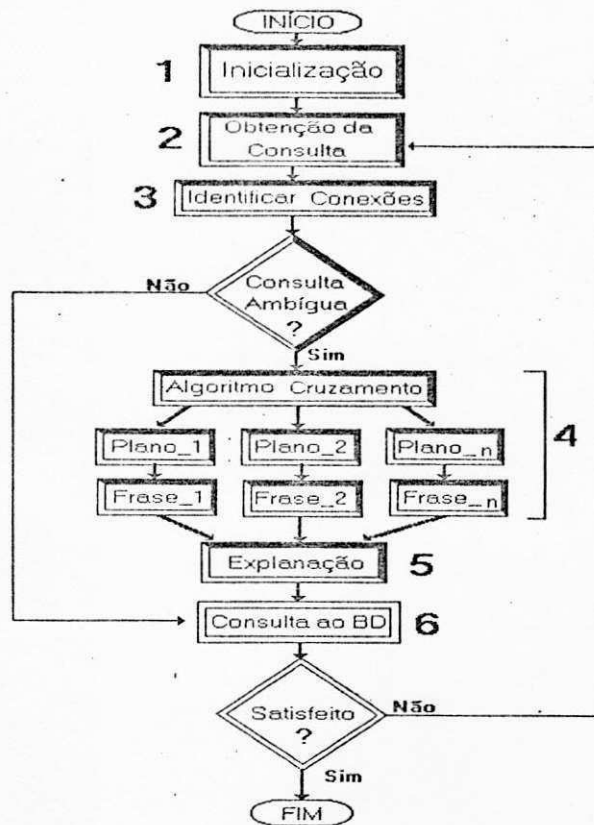 INÍCIO
1
Inicialização
2
Obtenção da
Consulta
3
Identificar Conexões
Não
Consulta
Ambígua
?
Sim
Algoritmo Cruzamento
4
Plano_1
Plano_2
Plano_n
Frase_1
Frase_2
Frase_n
Explanação
5
Consulta ao BD
6
Satisfeito
?
Não
Sim
FIM